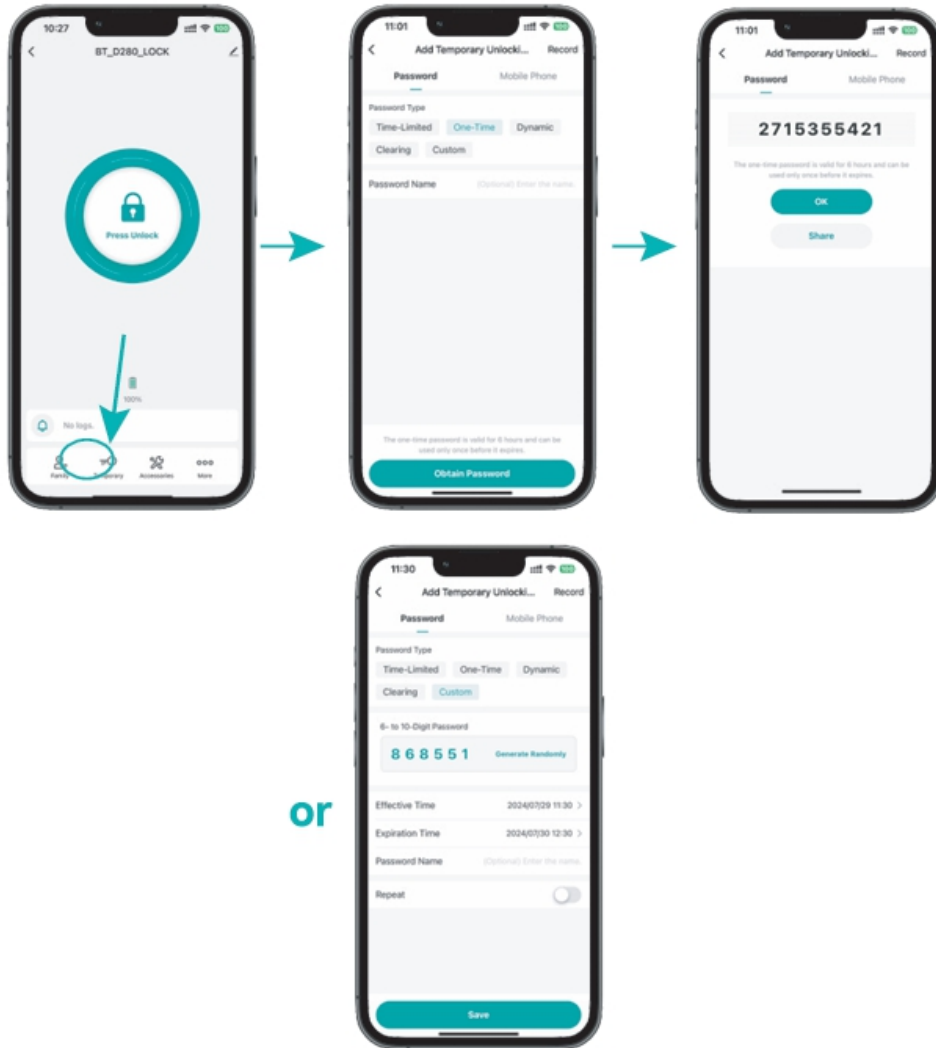 10:27
100
BT_D280_LOCK
Press Unlock
100%
No logs.
Family
Temporary
Accessories
More
11:01
100
Add Temporary Unlocki... Record
Password Mobile Phone
Password Type
Time-Limited One-Time Dynamic
Clearing Custom
Password Name (Optional) Enter the name.
The one-time password is valid for 6 hours and can be
used only once before it expires.
Obtain Password
11:01
100
Add Temporary Unlocki... Record
Password Mobile Phone
2715355421
The one-time password is valid for 6 hours and can be
used only once before it expires.
OK
Share
or
11:30
100
Add Temporary Unlocki... Record
Password Mobile Phone
Password Type
Time-Limited One-Time Dynamic
Clearing Custom
6- to 10-Digit Password
868551 Generate Randomly
Effective Time 2024/07/29 11:30 >
Expiration Time 2024/07/30 12:30 >
Password Name (Optional) Enter the name.
Repeat
Save